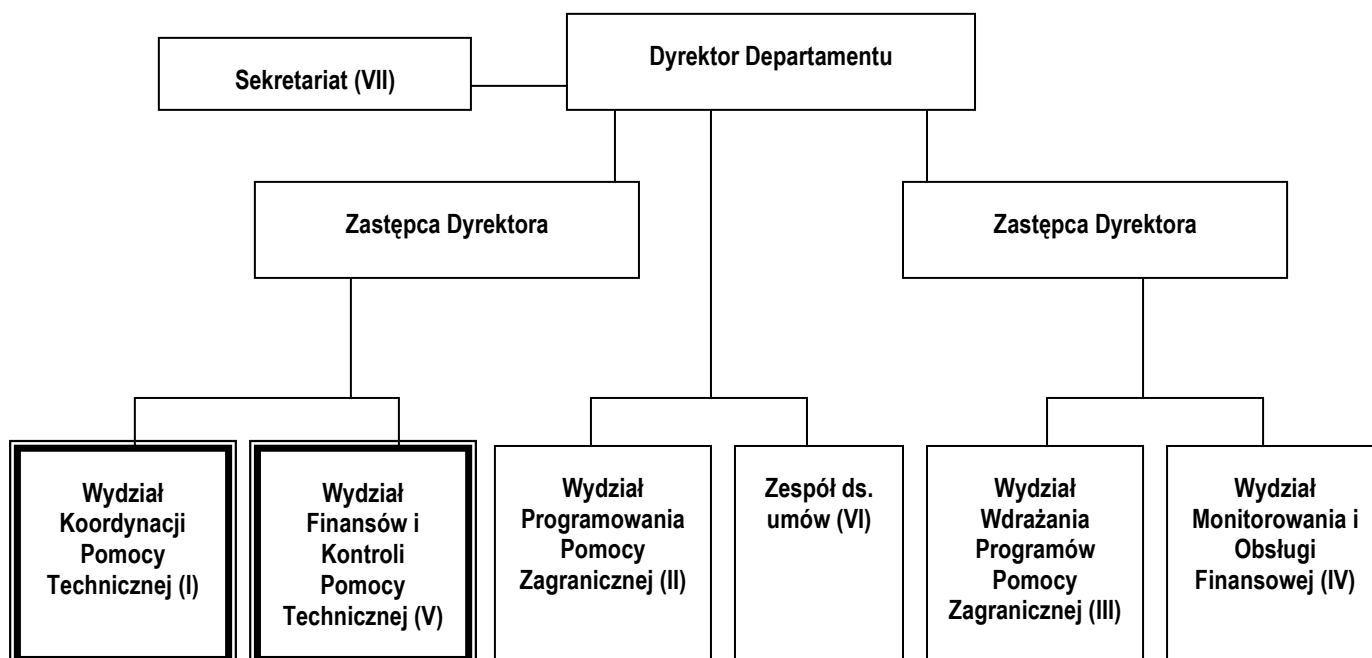 Dyrektor Departamentu
Sekretariat (VII)
Zastępca Dyrektora
Zastępca Dyrektora
Wydział
Koordynacji
Pomocy
Technicznej (I)
Wydział
Finansów i
Kontroli
Pomocy
Technicznej (V)
Wydział
Programowania
Pomocy
Zagranicznej (II)
Zespół ds.
umów (VI)
Wydział
Wdrażania
Programów
Pomocy
Zagranicznej (III)
Wydział
Monitorowania i
Obsługi
Finansowej (IV)